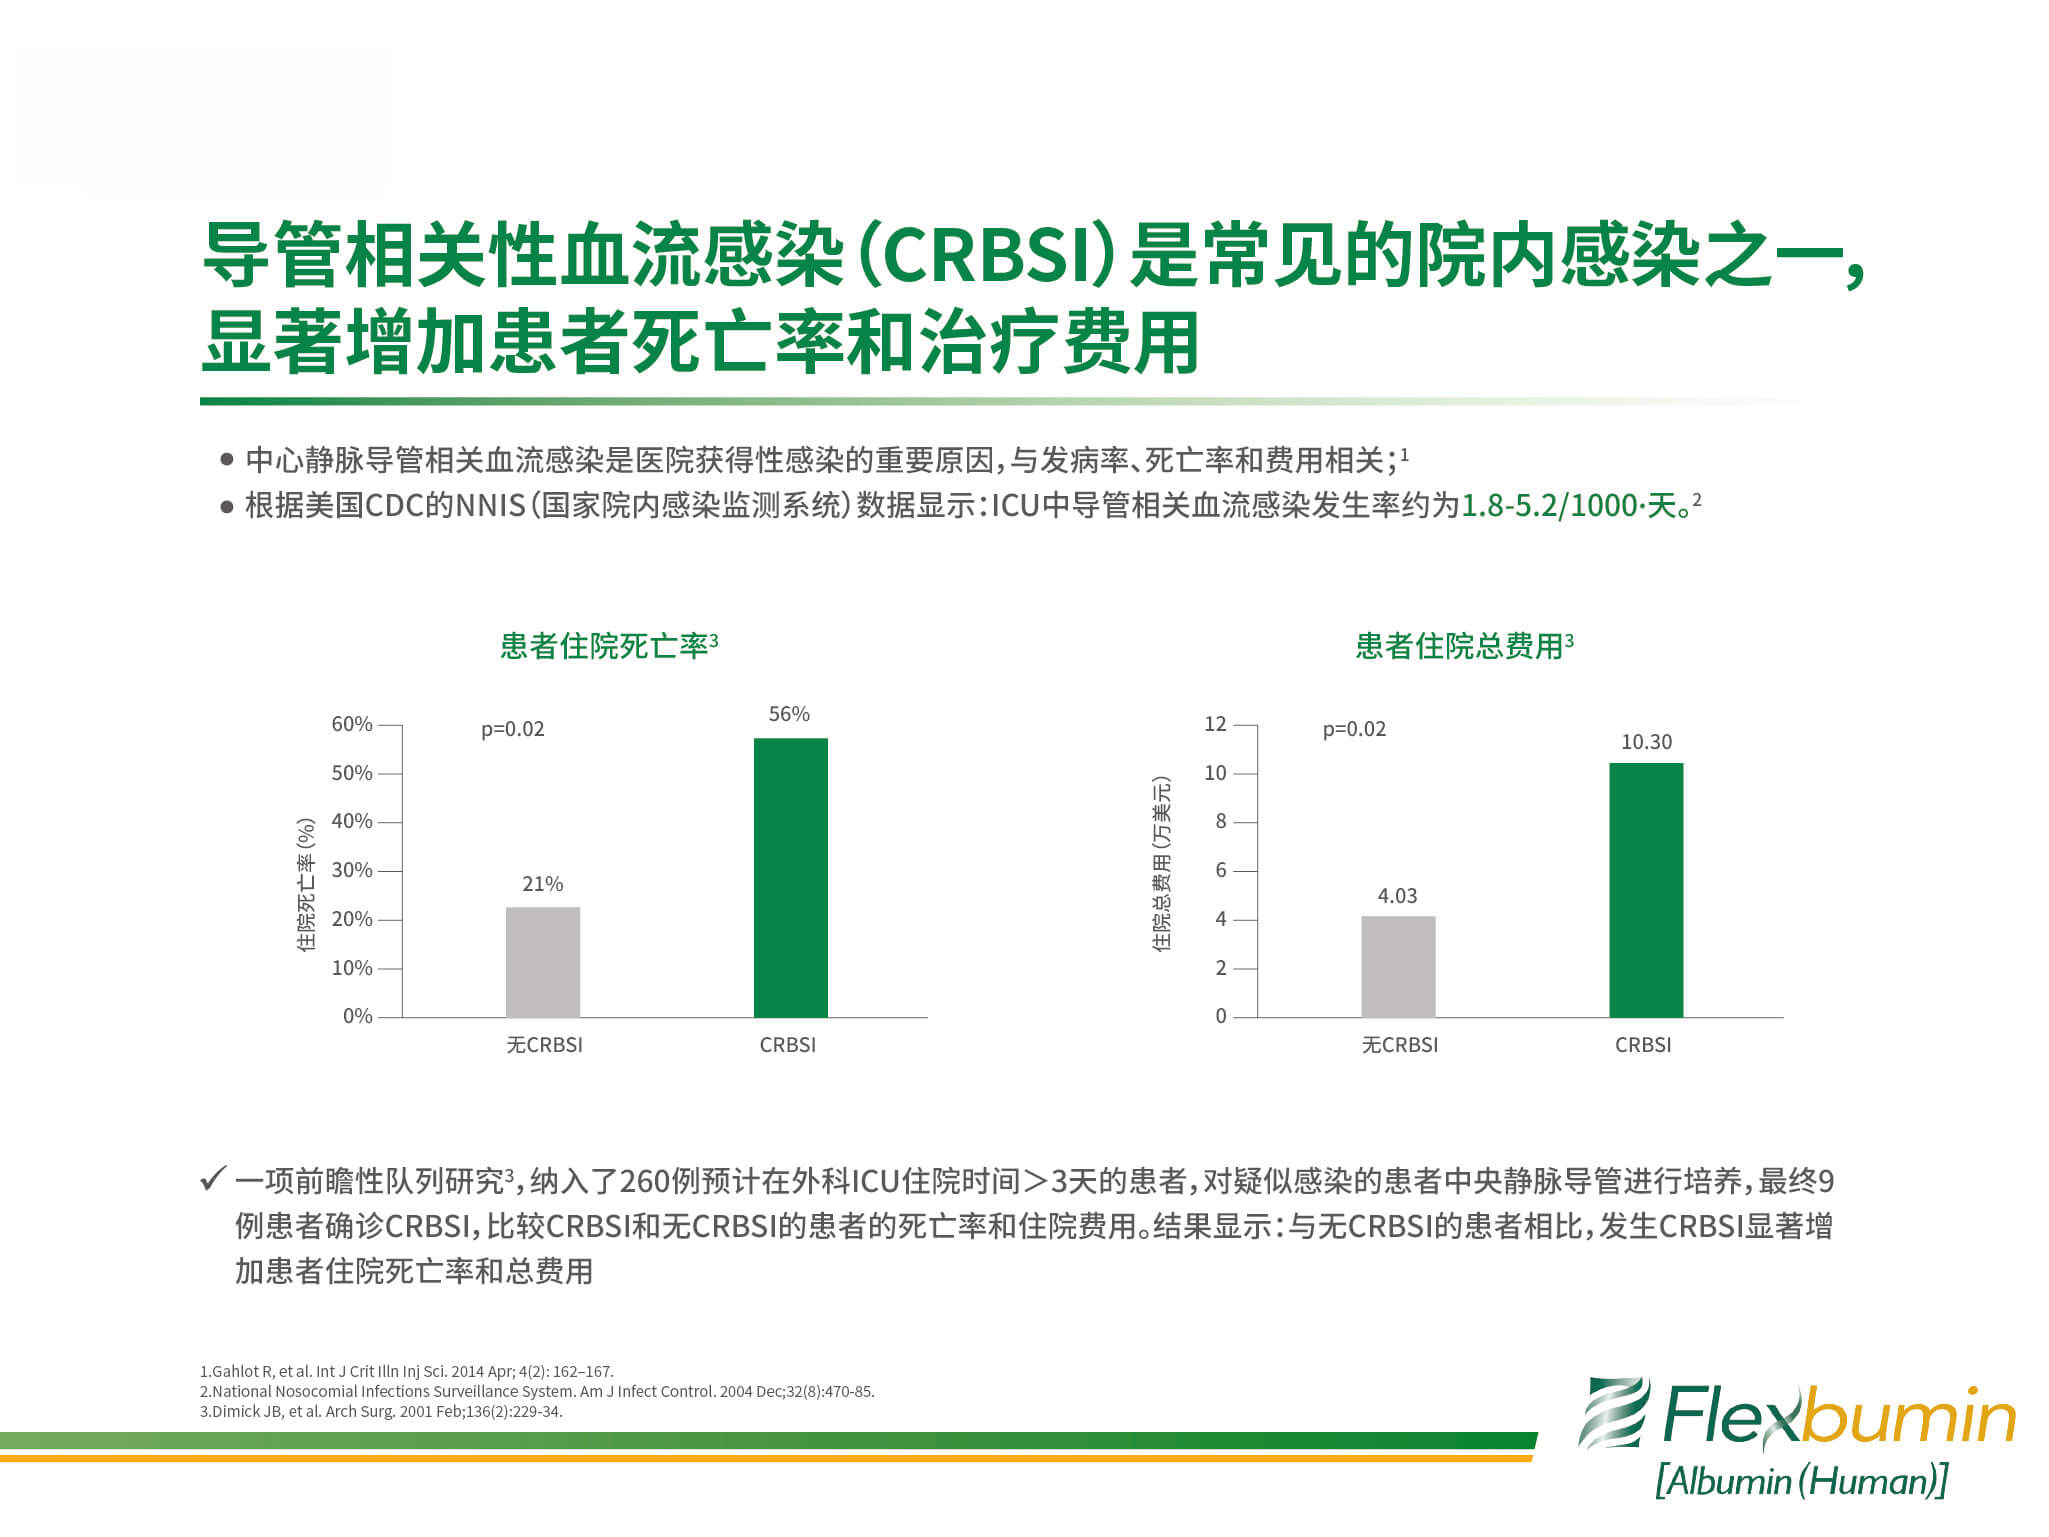 导管相关性血流感染（CRBSI）是常见的院内感染之一，
显著增加患者死亡率和治疗费用
● 中心静脉导管相关血流感染是医院获得性感染的重要原因，与发病率、死亡率和费用相关；1
● 根据美国CDC的NNIS（国家院内感染监测系统）数据显示：ICU中导管相关血流感染发生率约为1.8-5.2/1000·天。2
患者住院死亡率3
住院死亡率（%）
60%
50%
40%
30%
20%
10%
0%
p=0.02
21%
56%
无CRBSI
CRBSI
患者住院总费用3
住院总费用（万美元）
12
10
8
6
4
2
0
p=0.02
4.03
10.30
无CRBSI
CRBSI
✓ 一项前瞻性队列研究3，纳入了260例预计在外科ICU住院时间＞3天的患者，对疑似感染的患者中央静脉导管进行培养，最终9
例患者确诊CRBSI，比较CRBSI和无CRBSI的患者的死亡率和住院费用。结果显示：与无CRBSI的患者相比，发生CRBSI显著增
加患者住院死亡率和总费用
1.Gahlot R, et al. Int J Crit Illn Inj Sci. 2014 Apr; 4(2): 162–167.
2.National Nosocomial Infections Surveillance System. Am J Infect Control. 2004 Dec;32(8):470-85.
3.Dimick JB, et al. Arch Surg. 2001 Feb;136(2):229-34.
Flexbumin
[Albumin (Human)]